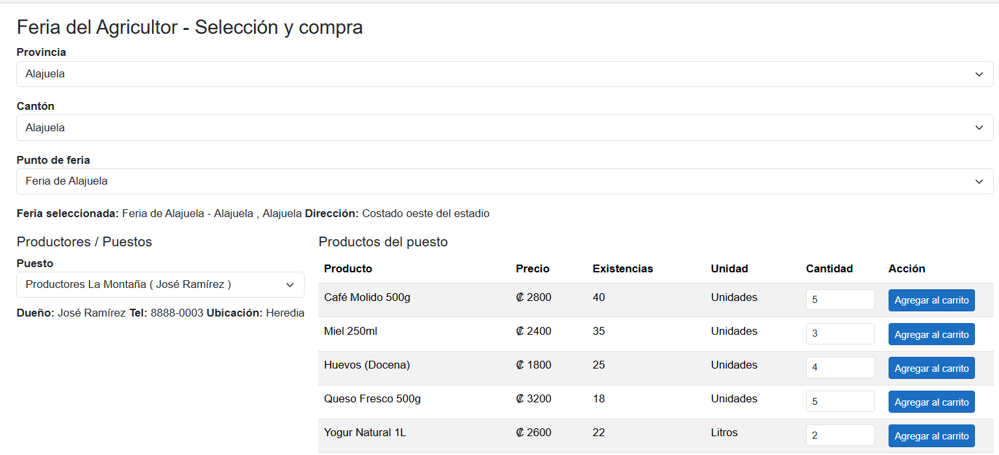 Feria del Agricultor - Selección y compra
Provincia
Alajuela
Cantón
Alajuela
Punto de feria
Feria de Alajuela
Feria seleccionada: Feria de Alajuela - Alajuela , Alajuela Dirección: Costado oeste del estadio
Productores / Puestos
Puesto
Productores La Montaña ( José Ramírez )
Dueño: José Ramírez Tel: 8888-0003 Ubicación: Heredia
Productos del puesto
Producto Precio Existencias Unidad Cantidad Acción
Café Molido 500g ₡ 2800 40 Unidades 5 Agregar al carrito
Miel 250ml ₡ 2400 35 Unidades 3 Agregar al carrito
Huevos (Docena) ₡ 1800 25 Unidades 4 Agregar al carrito
Queso Fresco 500g ₡ 3200 18 Unidades 5 Agregar al carrito
Yogur Natural 1L ₡ 2600 22 Litros 2 Agregar al carrito